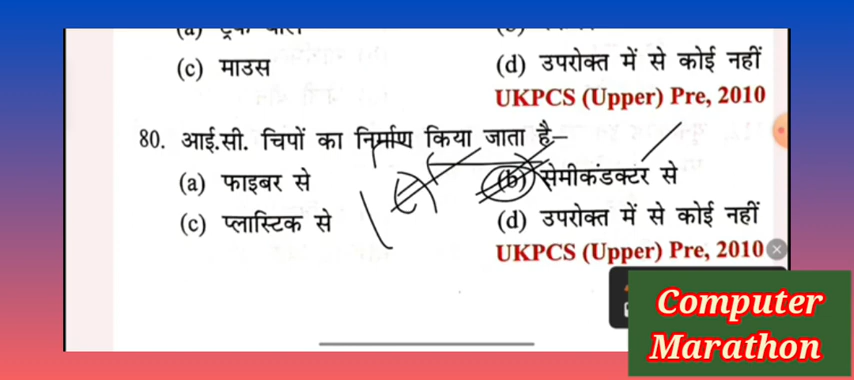 (c) माउस
(d) उपरोक्त में से कोई नहीं
UKPCS (Upper) Pre, 2010
80. आई.सी. चिपों का निर्माण किया जाता है–
(a) फाइबर से
(b) सेमीकंडक्टर से
(c) प्लास्टिक से
(d) उपरोक्त में से कोई नहीं
UKPCS (Upper) Pre, 2010
Computer
Marathon